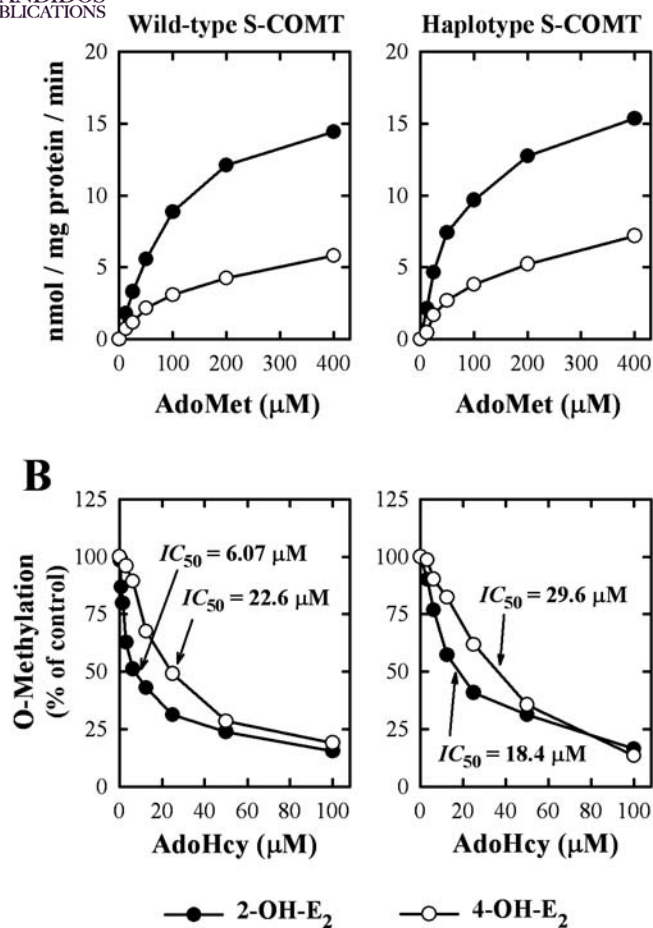 BLICATIONS
Wild-type S-COMT
Haplotype S-COMT
nmol / mg protein / min
20
15
10
5
0
0 100 200 300 400
0 100 200 300 400
AdoMet (μM)
AdoMet (μM)
B
O-Methylation
(% of control)
125
100
75
50
25
0
IC50 = 6.07 μM
IC50 = 22.6 μM
IC50 = 29.6 μM
IC50 = 18.4 μM
0 20 40 60 80 100
0 20 40 60 80 100
AdoHcy (μM)
AdoHcy (μM)
2-OH-E2
4-OH-E2